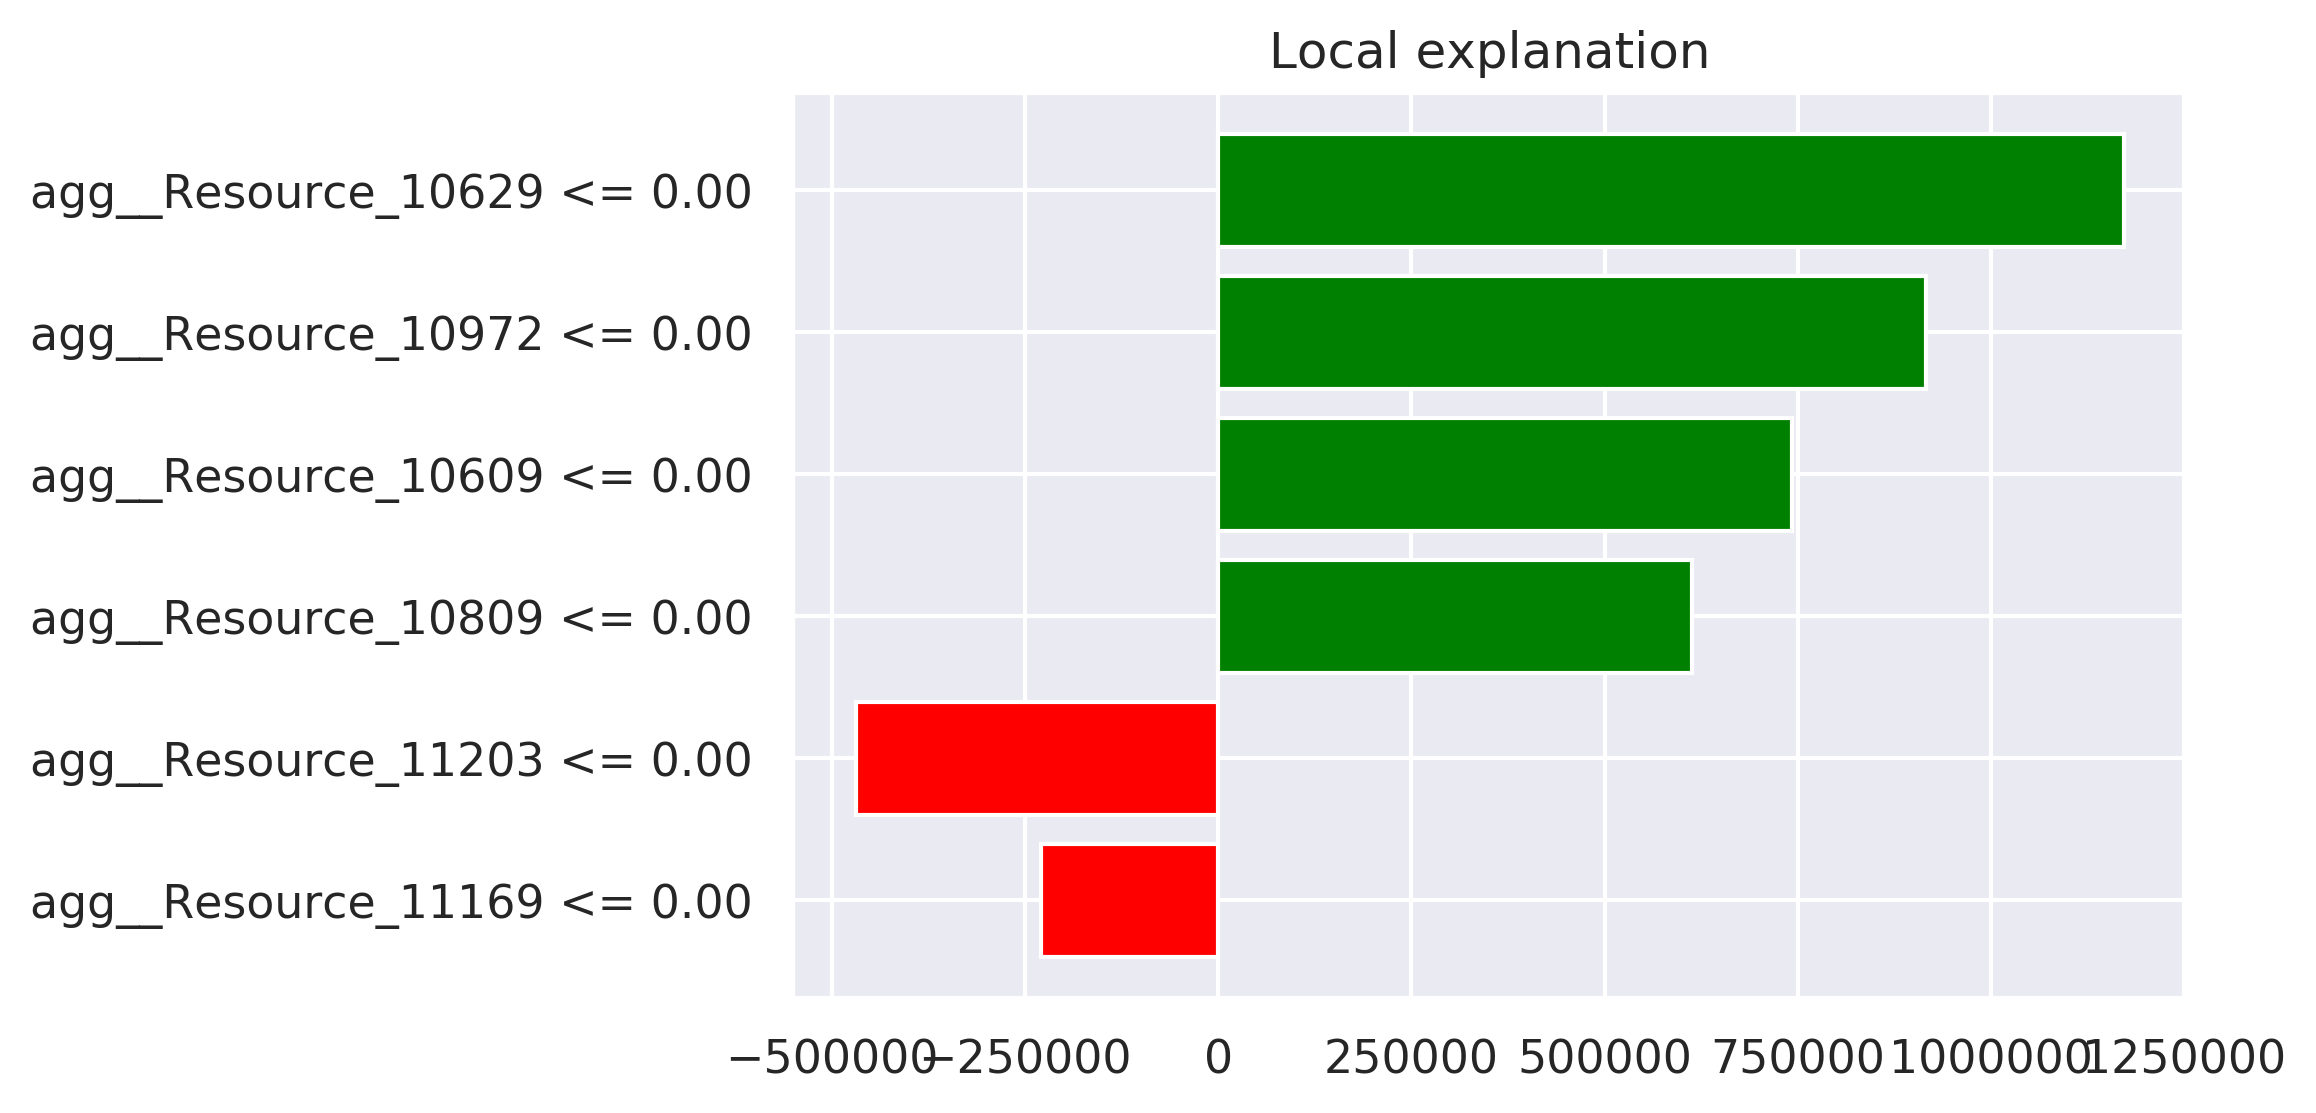 Local explanation
agg__Resource_10629 <= 0.00
agg__Resource_10972 <= 0.00
agg__Resource_10609 <= 0.00
agg__Resource_10809 <= 0.00
agg__Resource_11203 <= 0.00
agg__Resource_11169 <= 0.00
−500000 −250000 0 250000 500000 750000 1000000 1250000